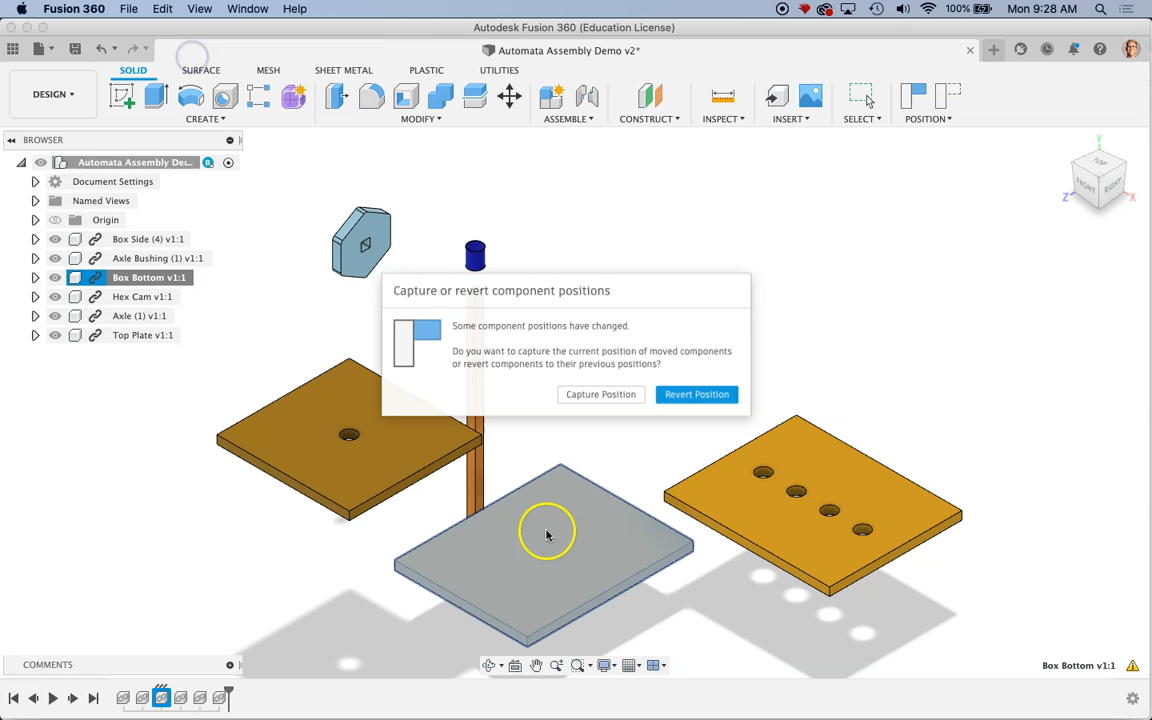 Fusion 360 File Edit View Window Help 100% Mon 9:28 AM
Autodesk Fusion 360 (Education License)
Automata Assembly Demo v2*
SOLID SURFACE MESH SHEET METAL PLASTIC UTILITIES
DESIGN
CREATE MODIFY ASSEMBLE CONSTRUCT INSPECT INSERT SELECT POSITION
BROWSER
Automata Assembly De...
Document Settings
Named Views
Origin
Box Side (4) v1:1
Axle Bushing (1) v1:1
Box Bottom v1:1
Hex Cam v1:1
Axle (1) v1:1
Top Plate v1:1
Y
TOP
FRONT RIGHT
Z X
Capture or revert component positions
Some component positions have changed.
Do you want to capture the current position of moved components
or revert components to their previous positions?
Capture Position Revert Position
COMMENTS
Box Bottom v1:1